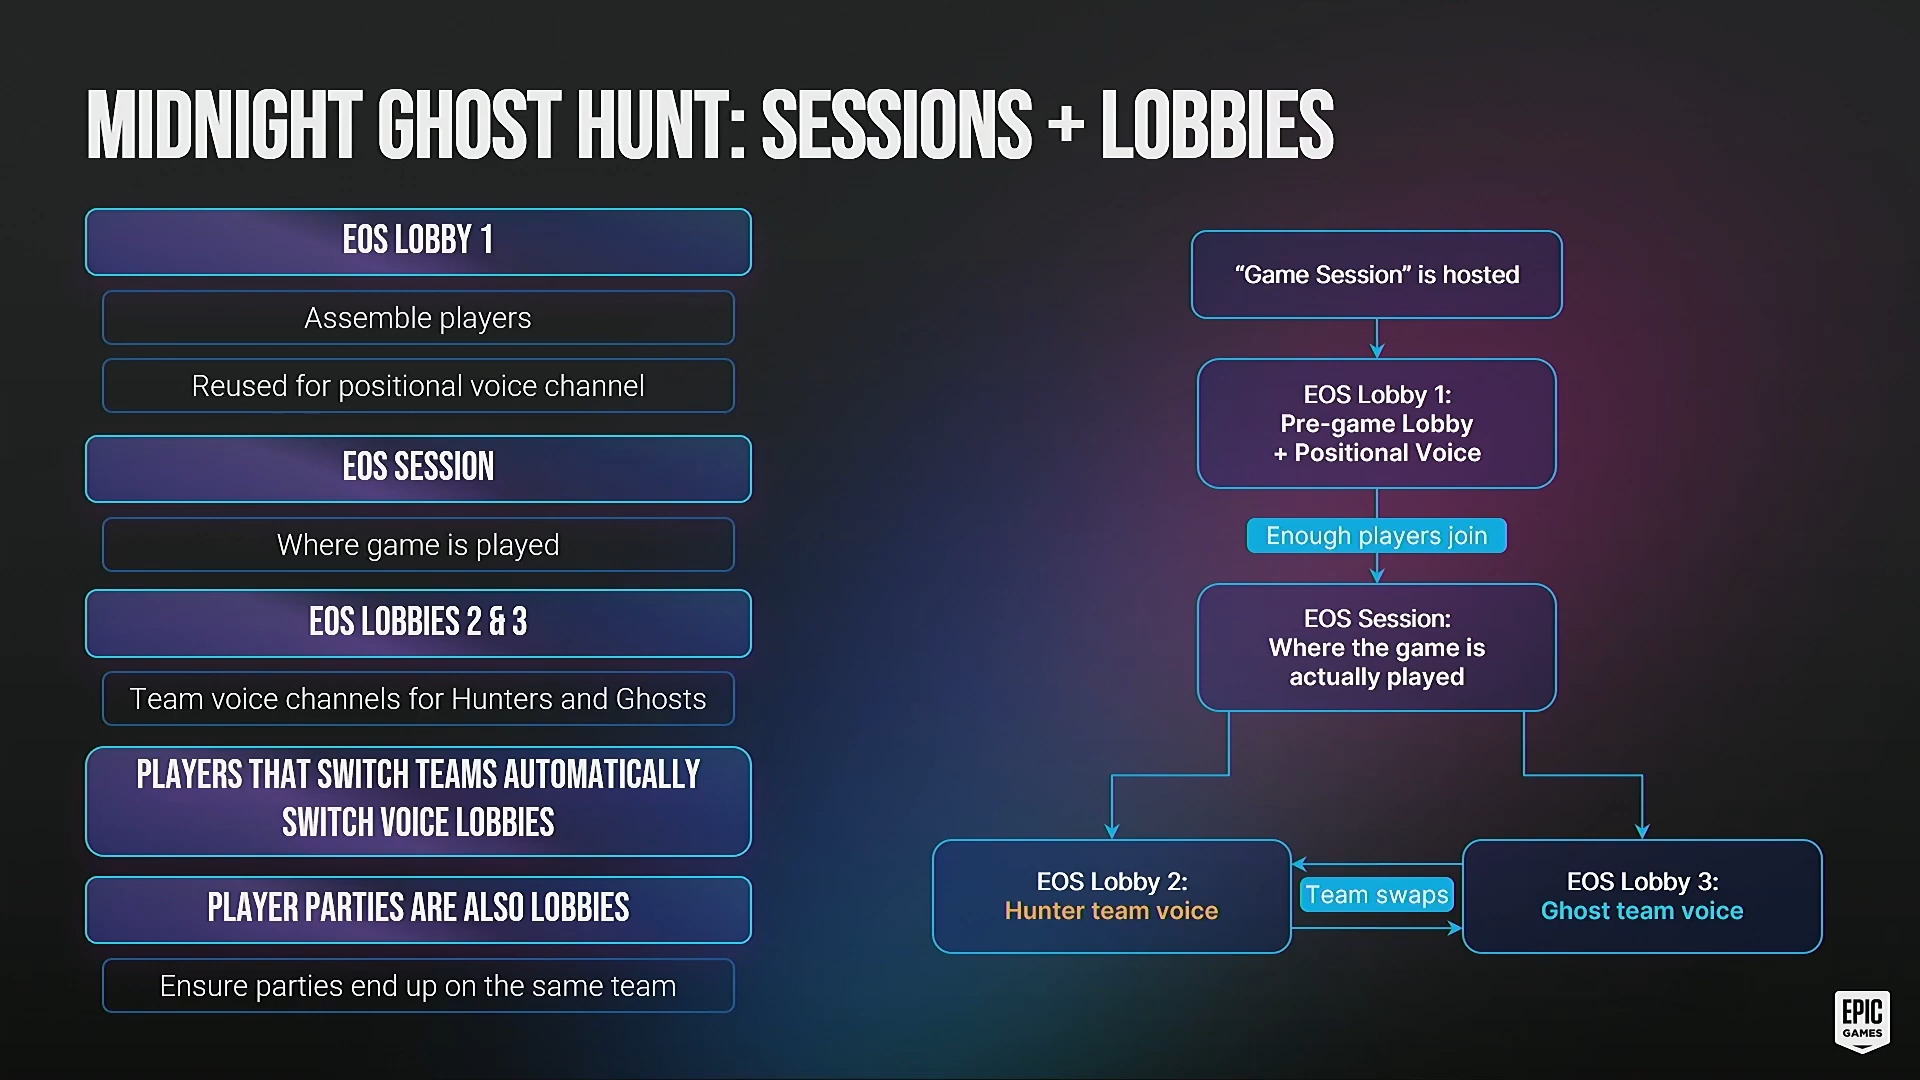 MIDNIGHT GHOST HUNT: SESSIONS + LOBBIES
EOS LOBBY 1
Assemble players
Reused for positional voice channel
EOS SESSION
Where game is played
EOS LOBBIES 2 & 3
Team voice channels for Hunters and Ghosts
PLAYERS THAT SWITCH TEAMS AUTOMATICALLY
SWITCH VOICE LOBBIES
PLAYER PARTIES ARE ALSO LOBBIES
Ensure parties end up on the same team
“Game Session” is hosted
EOS Lobby 1:
Pre-game Lobby
+ Positional Voice
Enough players join
EOS Session:
Where the game is
actually played
EOS Lobby 2:
Hunter team voice
Team swaps
EOS Lobby 3:
Ghost team voice
EPIC
GAMES